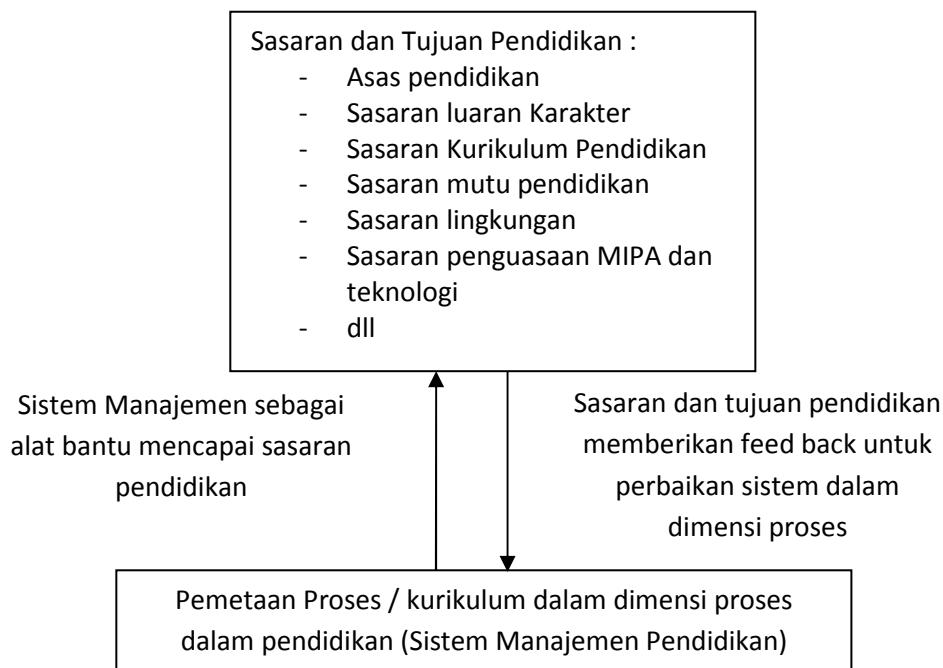 Sasaran dan Tujuan Pendidikan :
- Asas pendidikan
- Sasaran luaran Karakter
- Sasaran Kurikulum Pendidikan
- Sasaran mutu pendidikan
- Sasaran lingkungan
- Sasaran penguasaan MIPA dan
teknologi
- dll
Sistem Manajemen sebagai
alat bantu mencapai sasaran
pendidikan
Sasaran dan tujuan pendidikan
memberikan feed back untuk
perbaikan sistem dalam
dimensi proses
Pemetaan Proses / kurikulum dalam dimensi proses
dalam pendidikan (Sistem Manajemen Pendidikan)